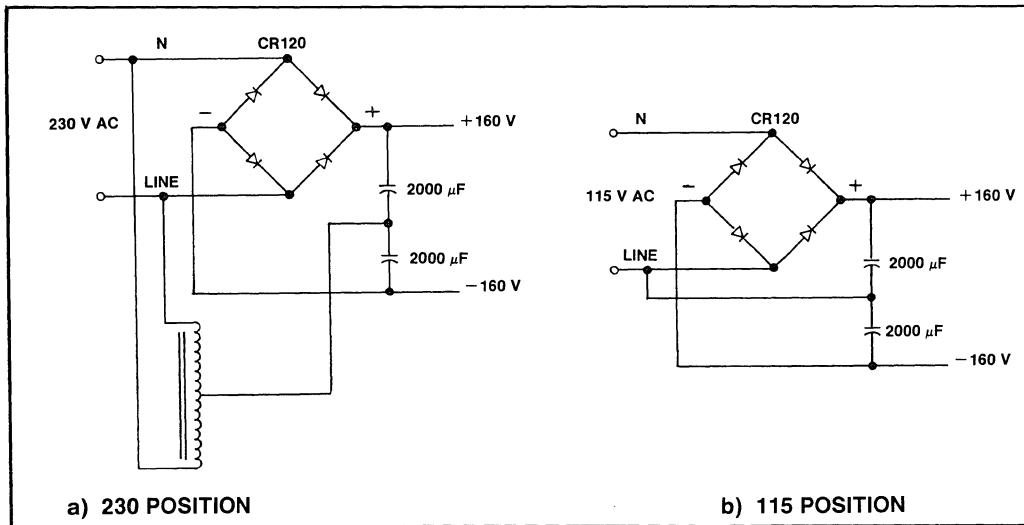 N
CR120
230 V AC
−
+
+160 V
LINE
2000 µF
2000 µF
−160 V
a) 230 POSITION
N
CR120
115 V AC
−
+
+160 V
LINE
2000 µF
2000 µF
−160 V
b) 115 POSITION